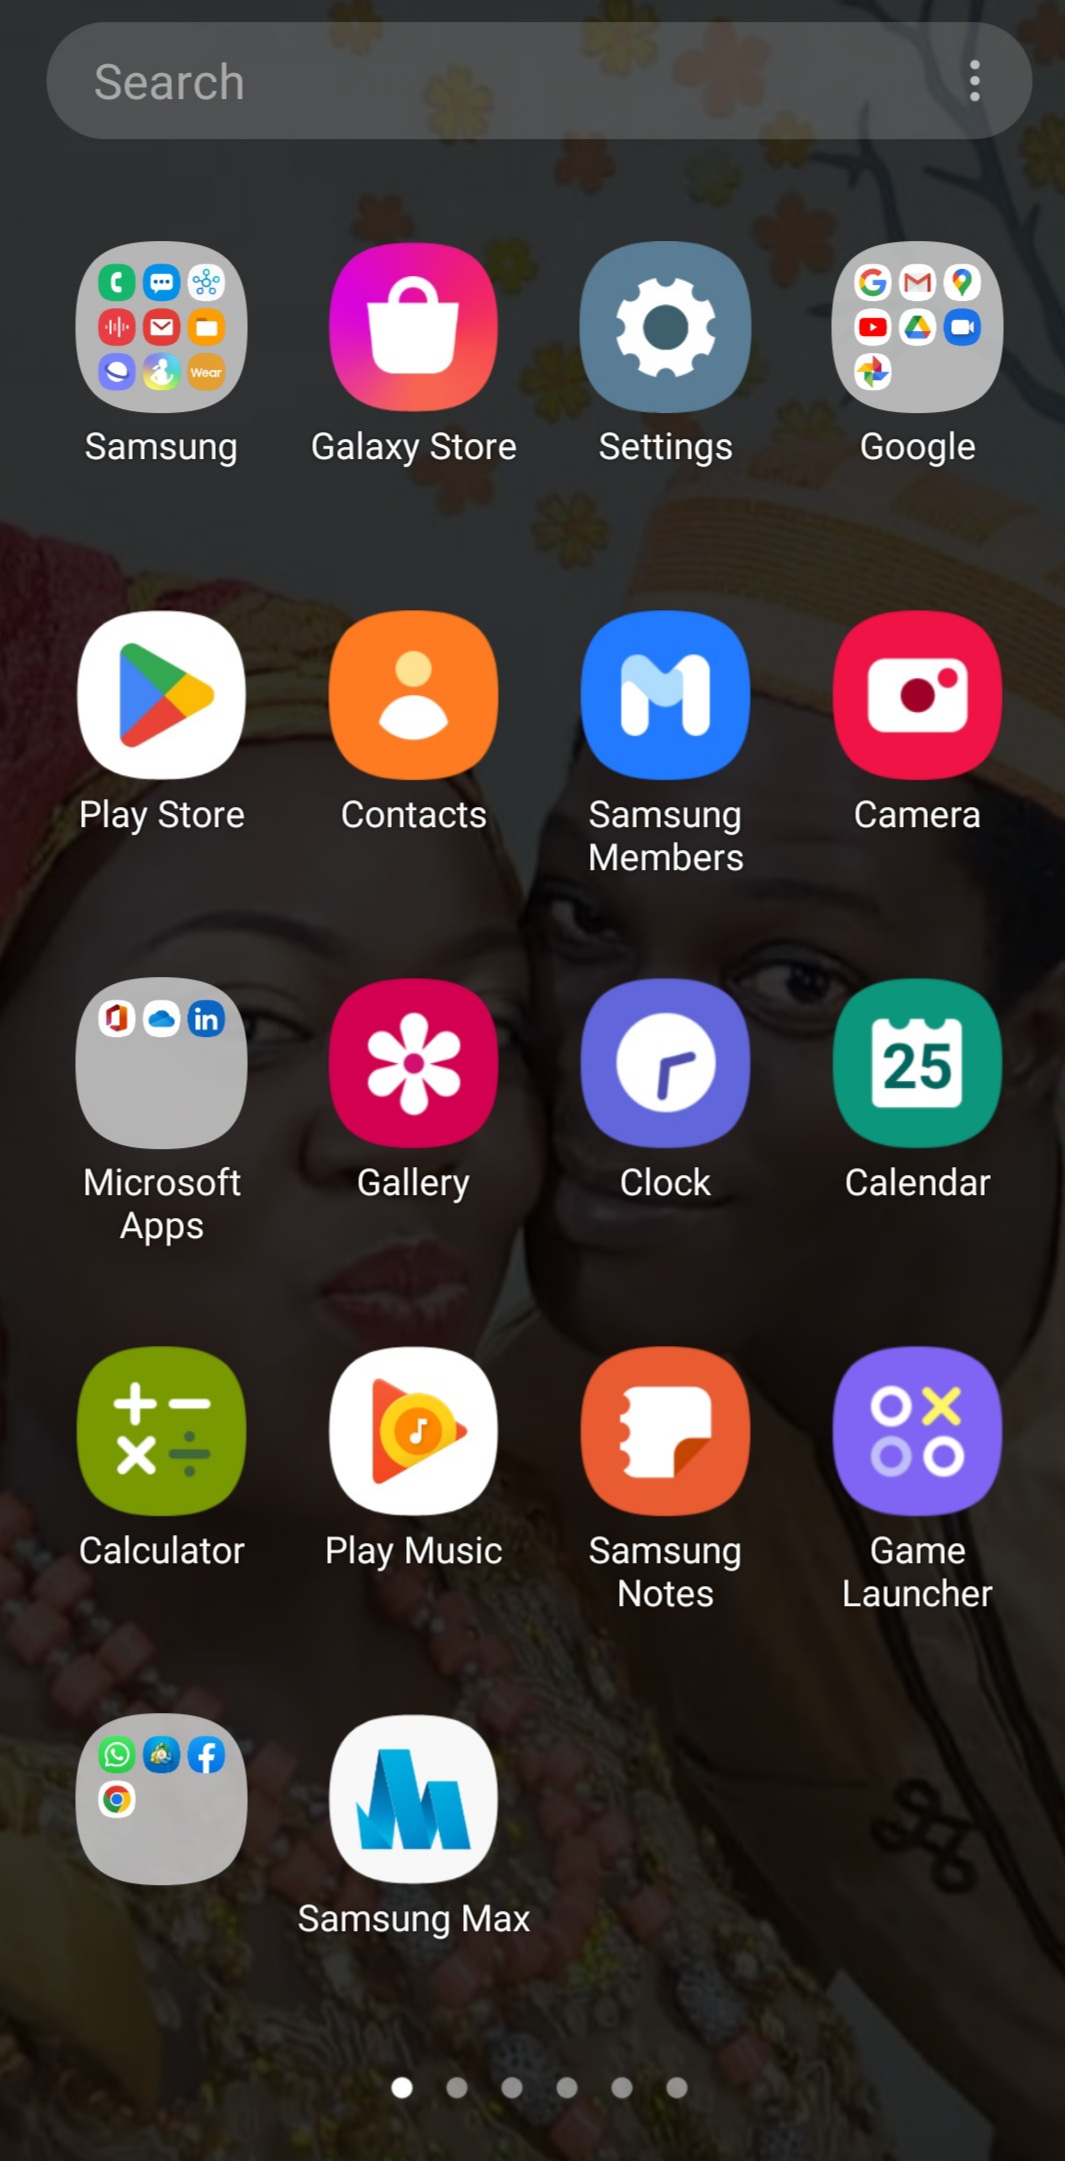 Search
Wear
Samsung
Galaxy Store
Settings
Google
Play Store
Contacts
Samsung
Members
Camera
in
25
Microsoft
Apps
Gallery
Clock
Calendar
Calculator
Play Music
Samsung
Notes
Game
Launcher
Samsung Max